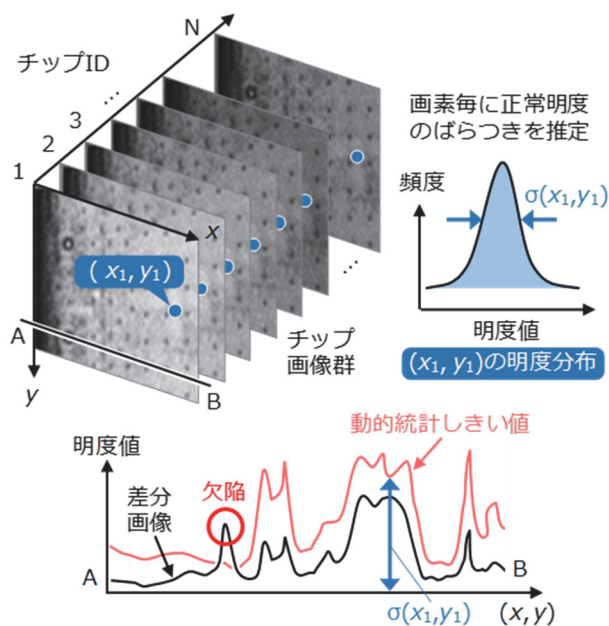 N
チップID
…
3
2
1
x
(x₁, y₁)
A
y
B
チップ
画像群
…
画素毎に正常明度
のばらつきを推定
頻度
σ(x₁,y₁)
明度値
(x₁, y₁)の明度分布
明度値
動的統計しきい値
差分
画像
欠陥
A
B
σ(x₁,y₁)
(x, y)